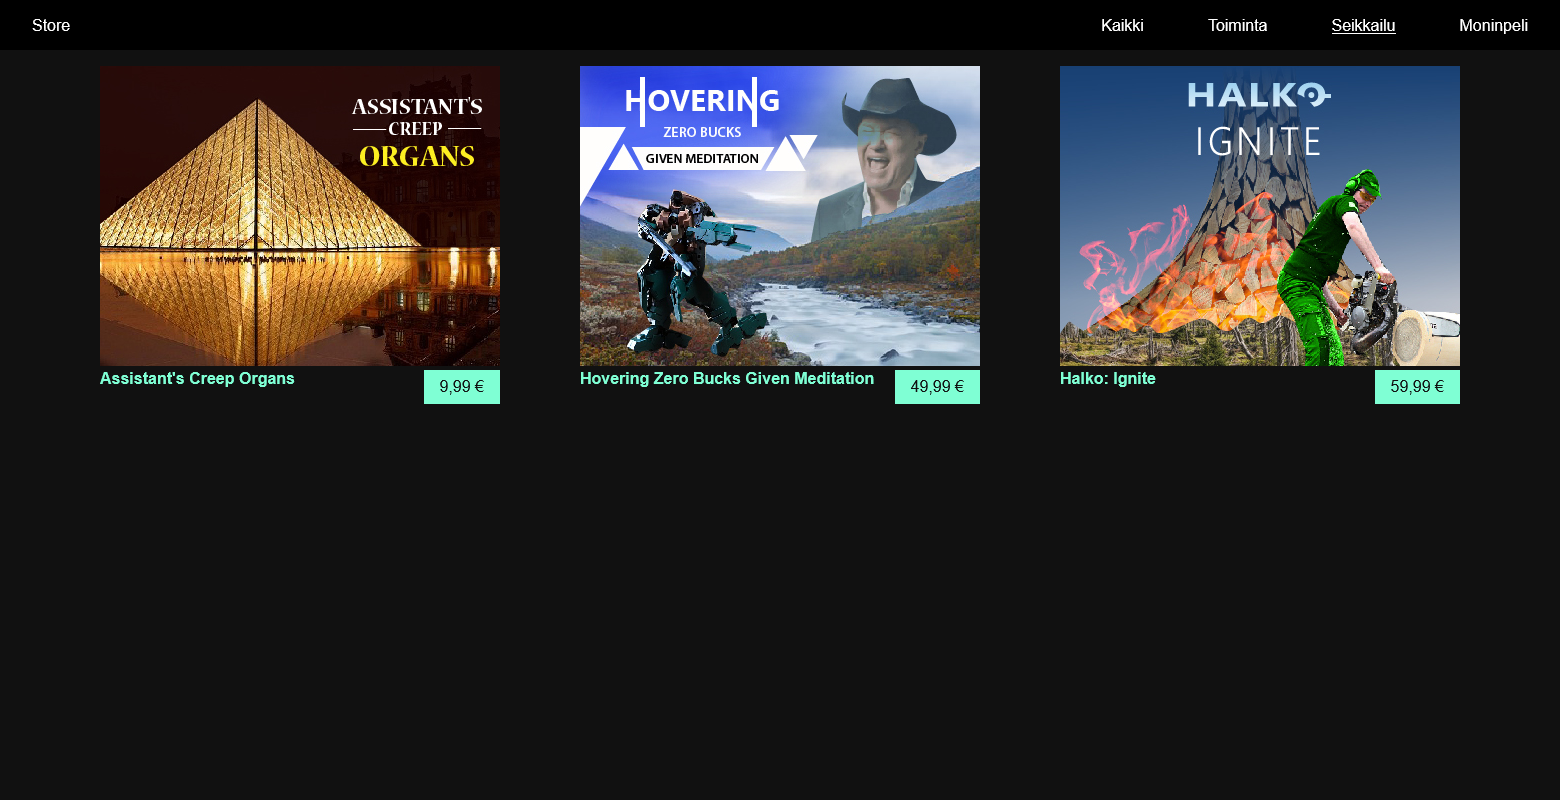 Store
Kaikki
Toiminta
Seikkailu
Moninpeli
ASSISTANT'S
CREEP
ORGANS
HOVERING
ZERO BUCKS
GIVEN MEDITATION
HALKO
IGNITE
Assistant's Creep Organs
9,99 €
Hovering Zero Bucks Given Meditation
49,99 €
Halko: Ignite
59,99 €